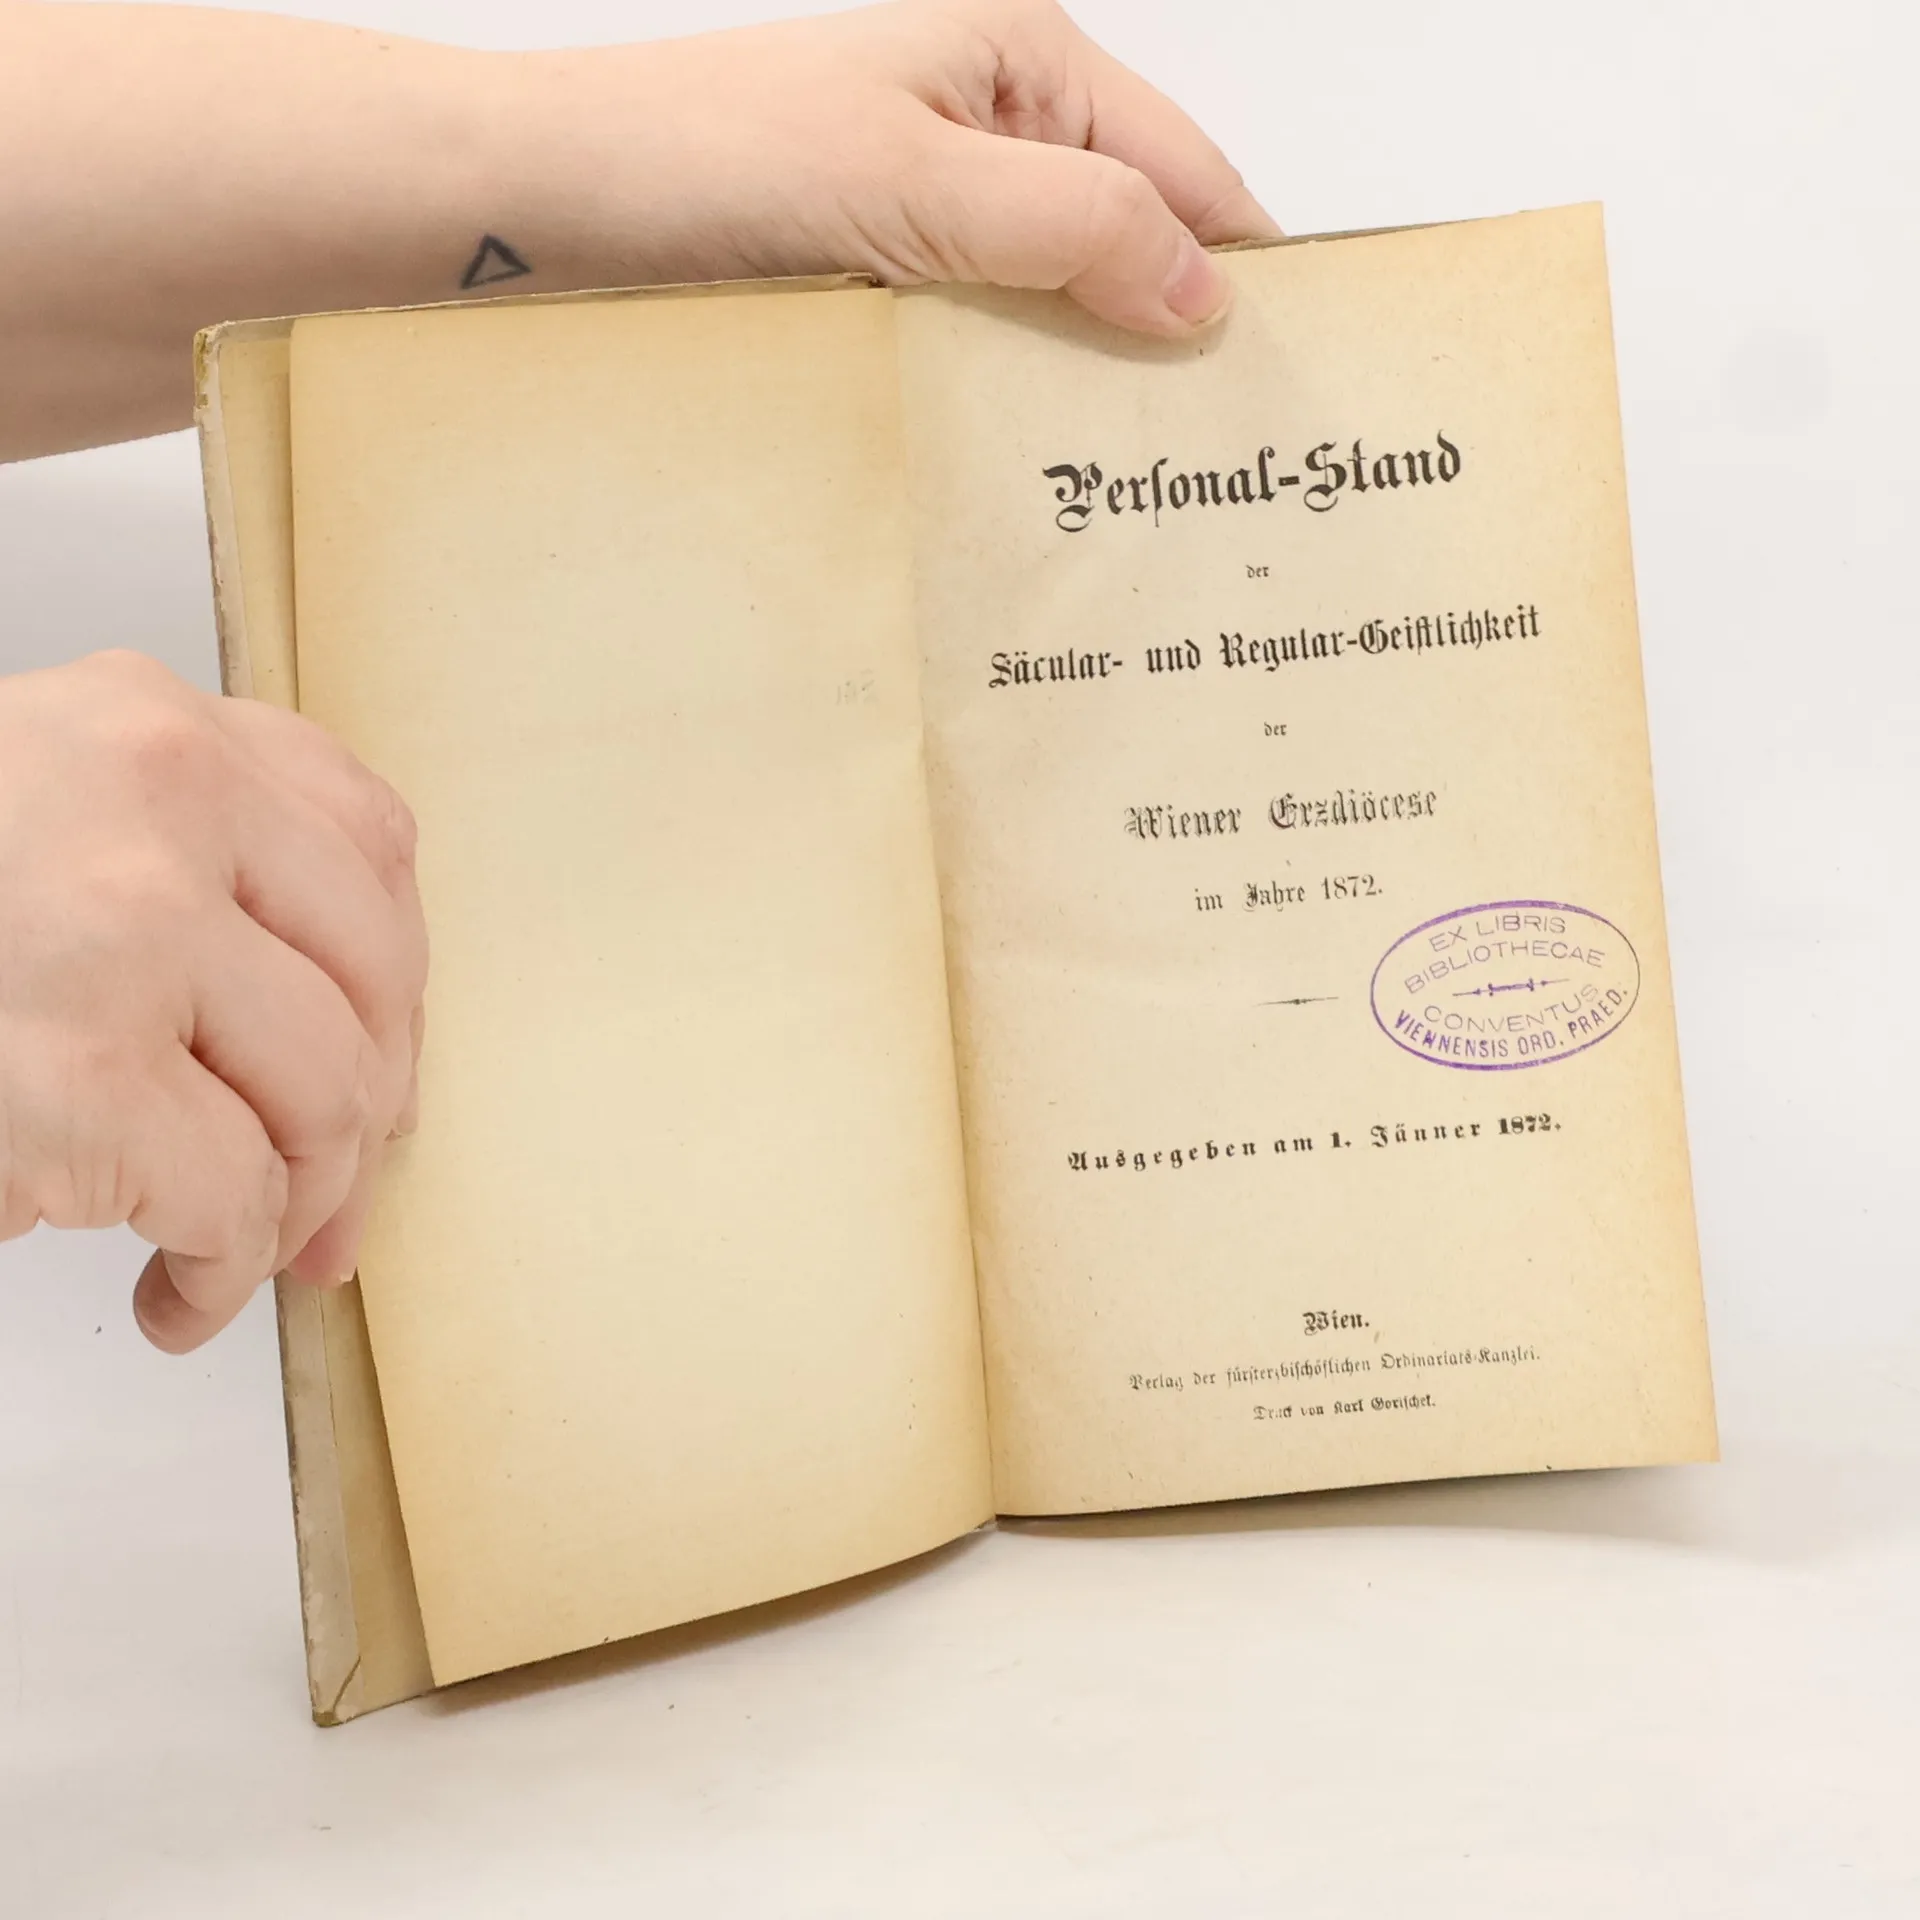 Personal-Stand
der
Säcular- und Regular-Geistlichkeit
der
Wiener Erzdiöcese
im Jahre 1872.
EX LIBRIS
BIBLIOTHECAE
CONVENTUS
VIENNENSIS ORD. PRAED.
Ausgegeben am 1. Jänner 1872.
Wien.
Verlag der fürsterzbischöflichen Ordinariats-Kanzlei.
Druck von Karl Gorischek.